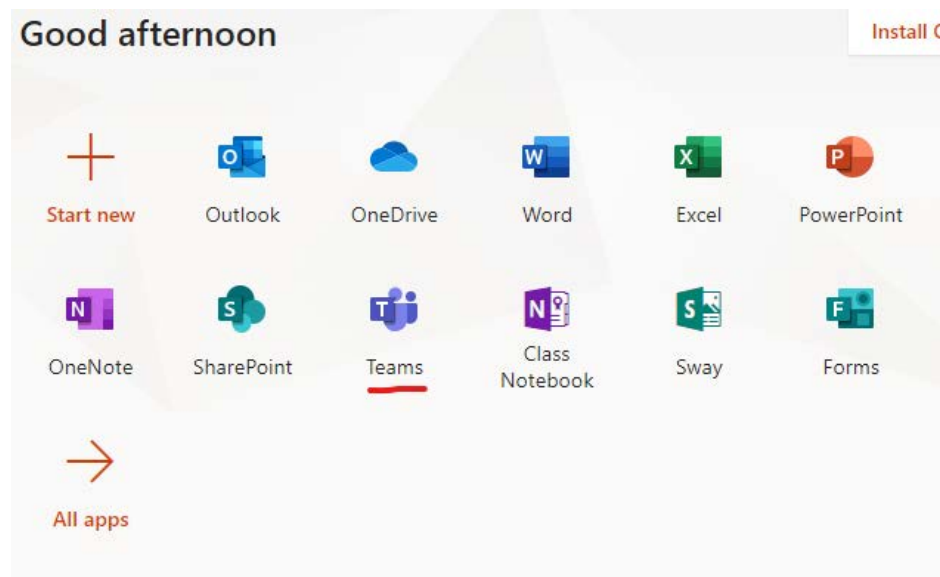 Good afternoon
Install
Start new
Outlook
OneDrive
Word
Excel
PowerPoint
OneNote
SharePoint
Teams
Class
Notebook
Sway
Forms
All apps